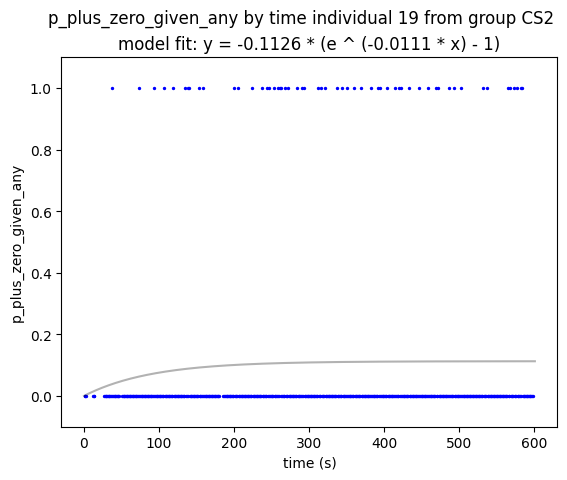 p_plus_zero_given_any by time individual 19 from group CS2
model fit: y = -0.1126 * (e ^ (-0.0111 * x) - 1)
1.0
0.8
0.6
0.4
0.2
0.0
p_plus_zero_given_any
0 100 200 300 400 500 600
time (s)